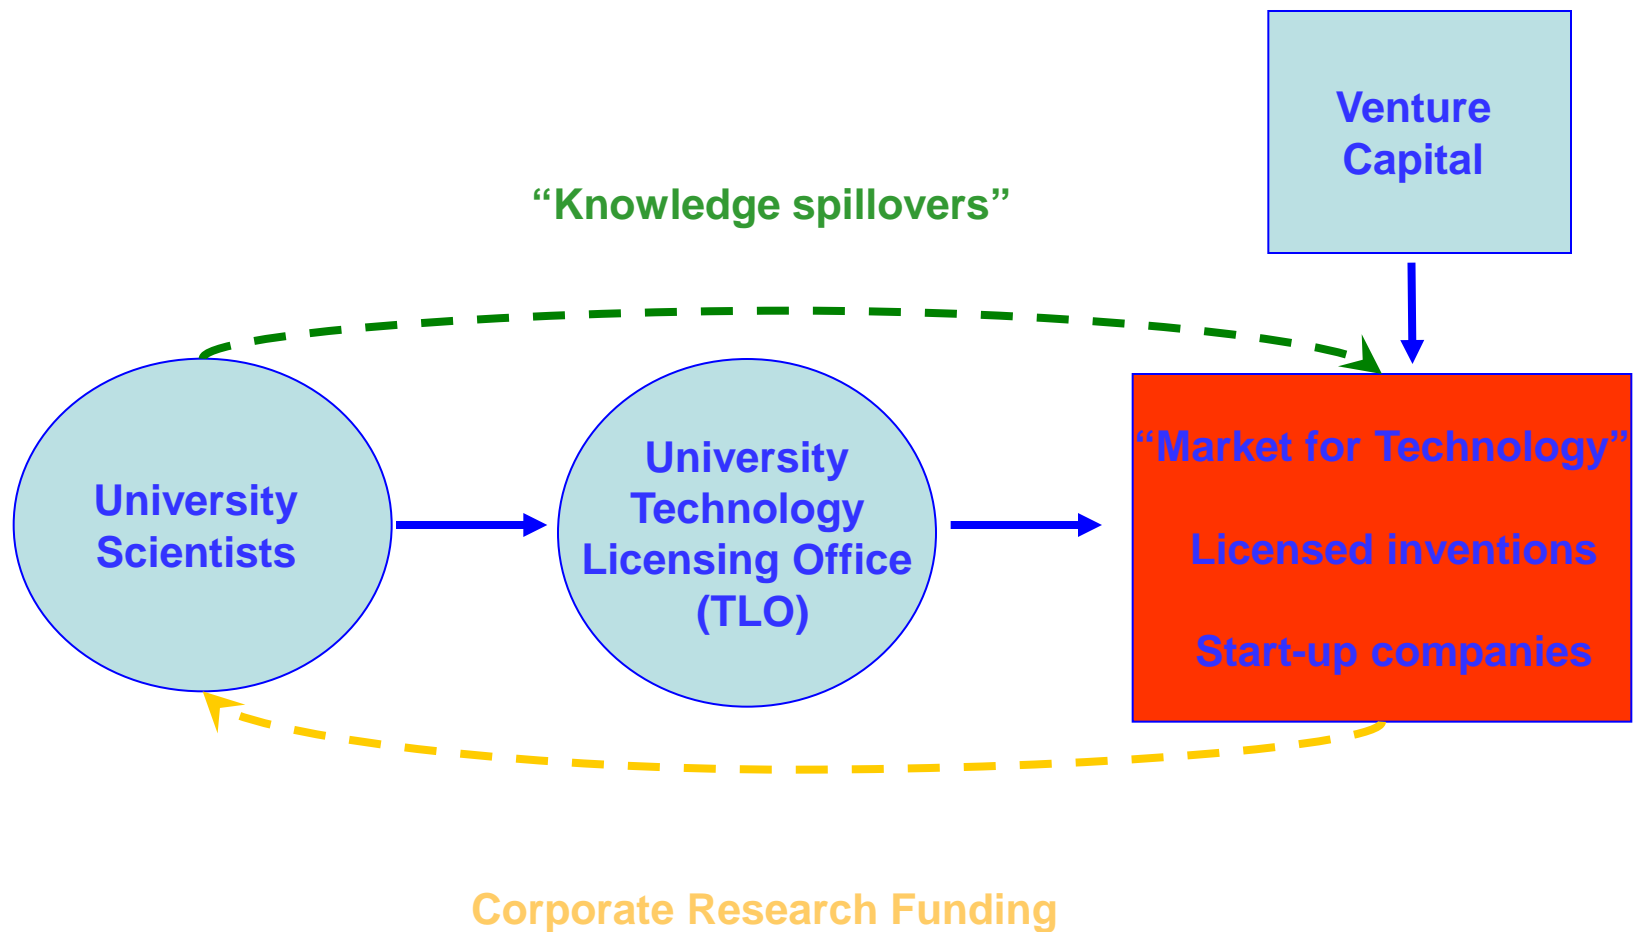 Venture
Capital
“Knowledge spillovers”
University
Scientists
University
Technology
Licensing Office
(TLO)
“Market for Technology”
Licensed inventions
Start-up companies
Corporate Research Funding